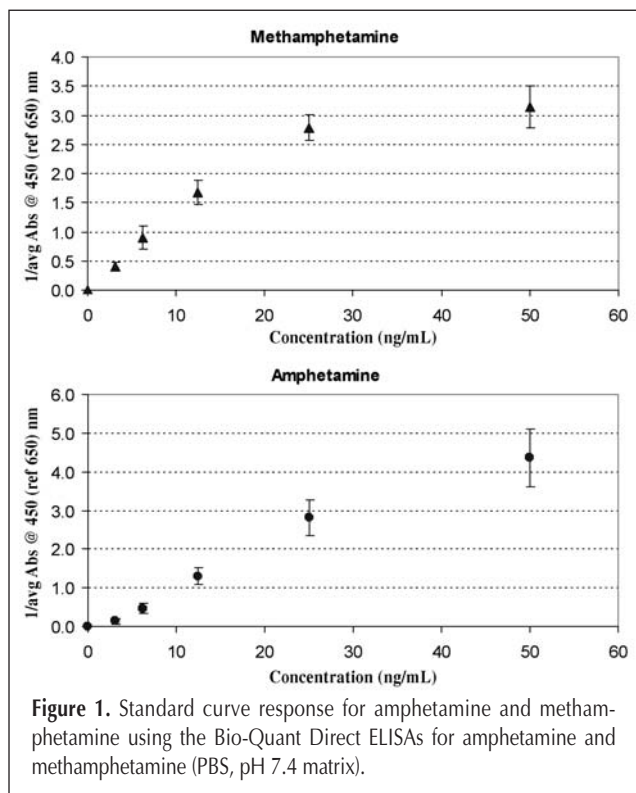 Methamphetamine
4.0
3.5
3.0
2.5
2.0
1.5
1.0
0.5
0.0
1/avg Abs @ 450 (ref 650) nm
0 10 20 30 40 50 60
Concentration (ng/mL)
Amphetamine
6.0
5.0
4.0
3.0
2.0
1.0
0.0
1/avg Abs @ 450 (ref 650) nm
0 10 20 30 40 50 60
Concentration (ng/mL)
Figure 1. Standard curve response for amphetamine and metham-
phetamine using the Bio-Quant Direct ELISAs for amphetamine and
methamphetamine (PBS, pH 7.4 matrix).